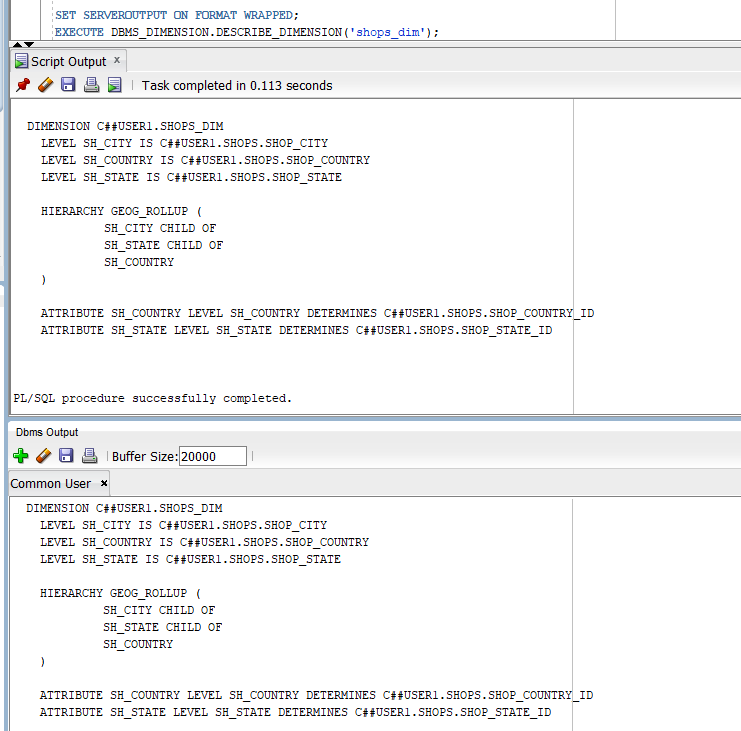 SET SERVEROUTPUT ON FORMAT WRAPPED;
EXECUTE DBMS_DIMENSION.DESCRIBE_DIMENSION('shops_dim');
Script Output ×
Task completed in 0.113 seconds
DIMENSION C##USER1.SHOPS_DIM
LEVEL SH_CITY IS C##USER1.SHOPS.SHOP_CITY
LEVEL SH_COUNTRY IS C##USER1.SHOPS.SHOP_COUNTRY
LEVEL SH_STATE IS C##USER1.SHOPS.SHOP_STATE
HIERARCHY GEOG_ROLLUP (
SH_CITY CHILD OF
SH_STATE CHILD OF
SH_COUNTRY
)
ATTRIBUTE SH_COUNTRY LEVEL SH_COUNTRY DETERMINES C##USER1.SHOPS.SHOP_COUNTRY_ID
ATTRIBUTE SH_STATE LEVEL SH_STATE DETERMINES C##USER1.SHOPS.SHOP_STATE_ID
PL/SQL procedure successfully completed.
Dbms Output
Buffer Size: 20000
Common User ×
DIMENSION C##USER1.SHOPS_DIM
LEVEL SH_CITY IS C##USER1.SHOPS.SHOP_CITY
LEVEL SH_COUNTRY IS C##USER1.SHOPS.SHOP_COUNTRY
LEVEL SH_STATE IS C##USER1.SHOPS.SHOP_STATE
HIERARCHY GEOG_ROLLUP (
SH_CITY CHILD OF
SH_STATE CHILD OF
SH_COUNTRY
)
ATTRIBUTE SH_COUNTRY LEVEL SH_COUNTRY DETERMINES C##USER1.SHOPS.SHOP_COUNTRY_ID
ATTRIBUTE SH_STATE LEVEL SH_STATE DETERMINES C##USER1.SHOPS.SHOP_STATE_ID